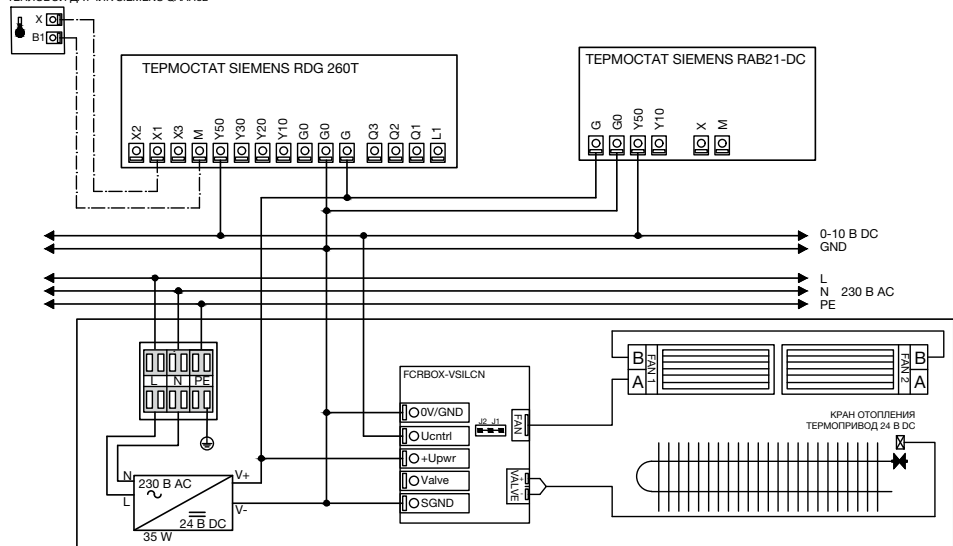 X
B1
ТЕРМОСТАТ SIEMENS RDG 260T
X2 X1 X3 M Y50 Y30 Y20 Y10 G0 G0 G Q3 Q2 Q1 L1
ТЕРМОСТАТ SIEMENS RAB21-DC
G G0 Y50 Y10 X M
0-10 В DC
GND
L
N 230 В AC
PE
L N PE
N
L
230 В AC
24 В DC
V+
V-
35 W
FCRBOX-VSILCN
0V/GND
Ucntrl
+Upwr
Valve
SGND
J2 J1
FAN
VALVE
+
-
B
A
FAN 1
FAN 2
B
A
КРАН ОТОПЛЕНИЯ
ТЕРМОПРИВОД 24 В DC